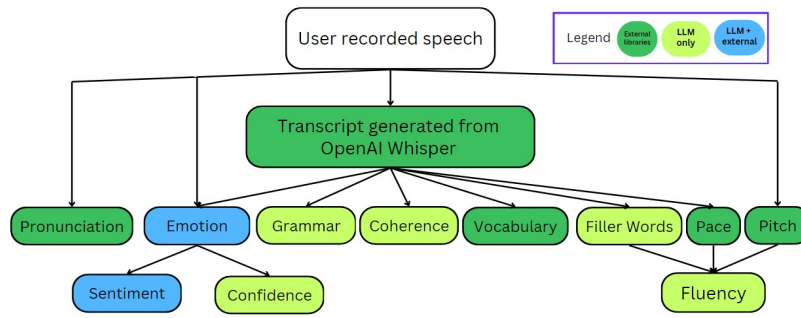 User recorded speech
Legend
External
libraries
LLM
only
LLM +
external
Transcript generated from
OpenAI Whisper
Pronunciation
Emotion
Grammar
Coherence
Vocabulary
Filler Words
Pace
Pitch
Sentiment
Confidence
Fluency